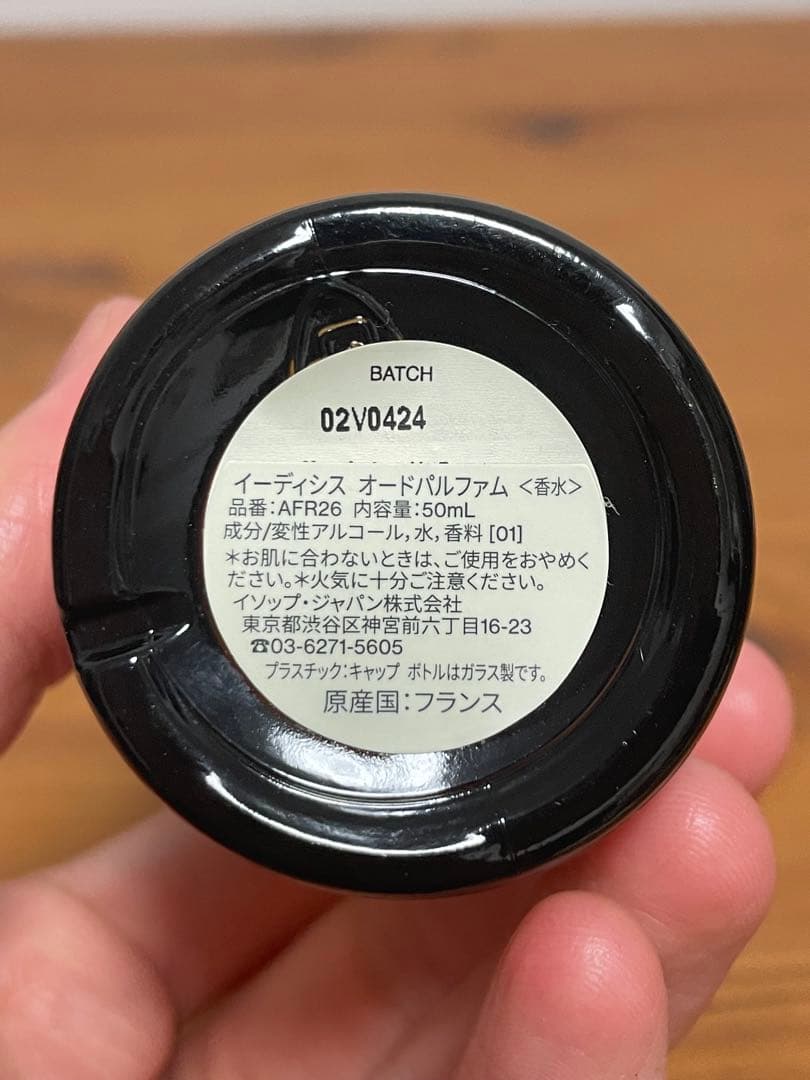 BATCH
02V0424
イーディシス オードパルファム <香水>
品番:AFR26 内容量:50mL
成分/変性アルコール,水,香料 [01]
*お肌に合わないときは、ご使用をおやめく
ださい。*火気に十分ご注意ください。
イソップ・ジャパン株式会社
東京都渋谷区神宮前六丁目16-23
☎03-6271-5605
プラスチック:キャップ ボトルはガラス製です。
原産国:フランス